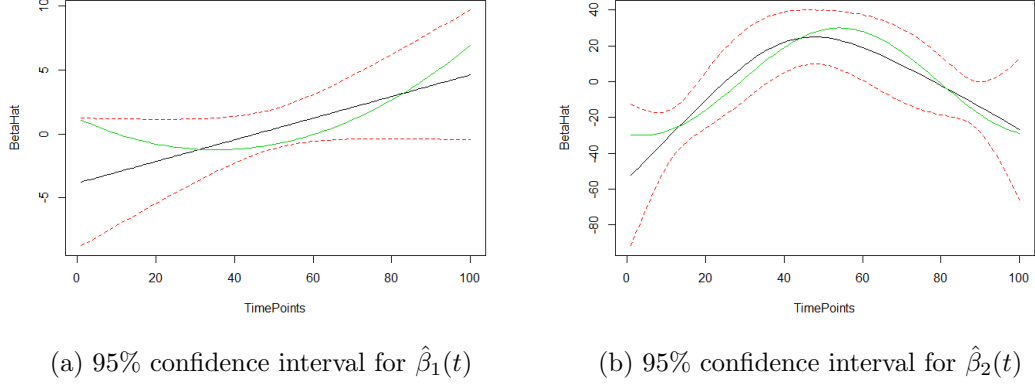 BetaHat
10
5
0
-5
0 20 40 60 80 100
TimePoints
(a) 95% confidence interval for β̂₁(t)
BetaHat
40
20
0
-20
-40
-60
-80
0 20 40 60 80 100
TimePoints
(b) 95% confidence interval for β̂₂(t)